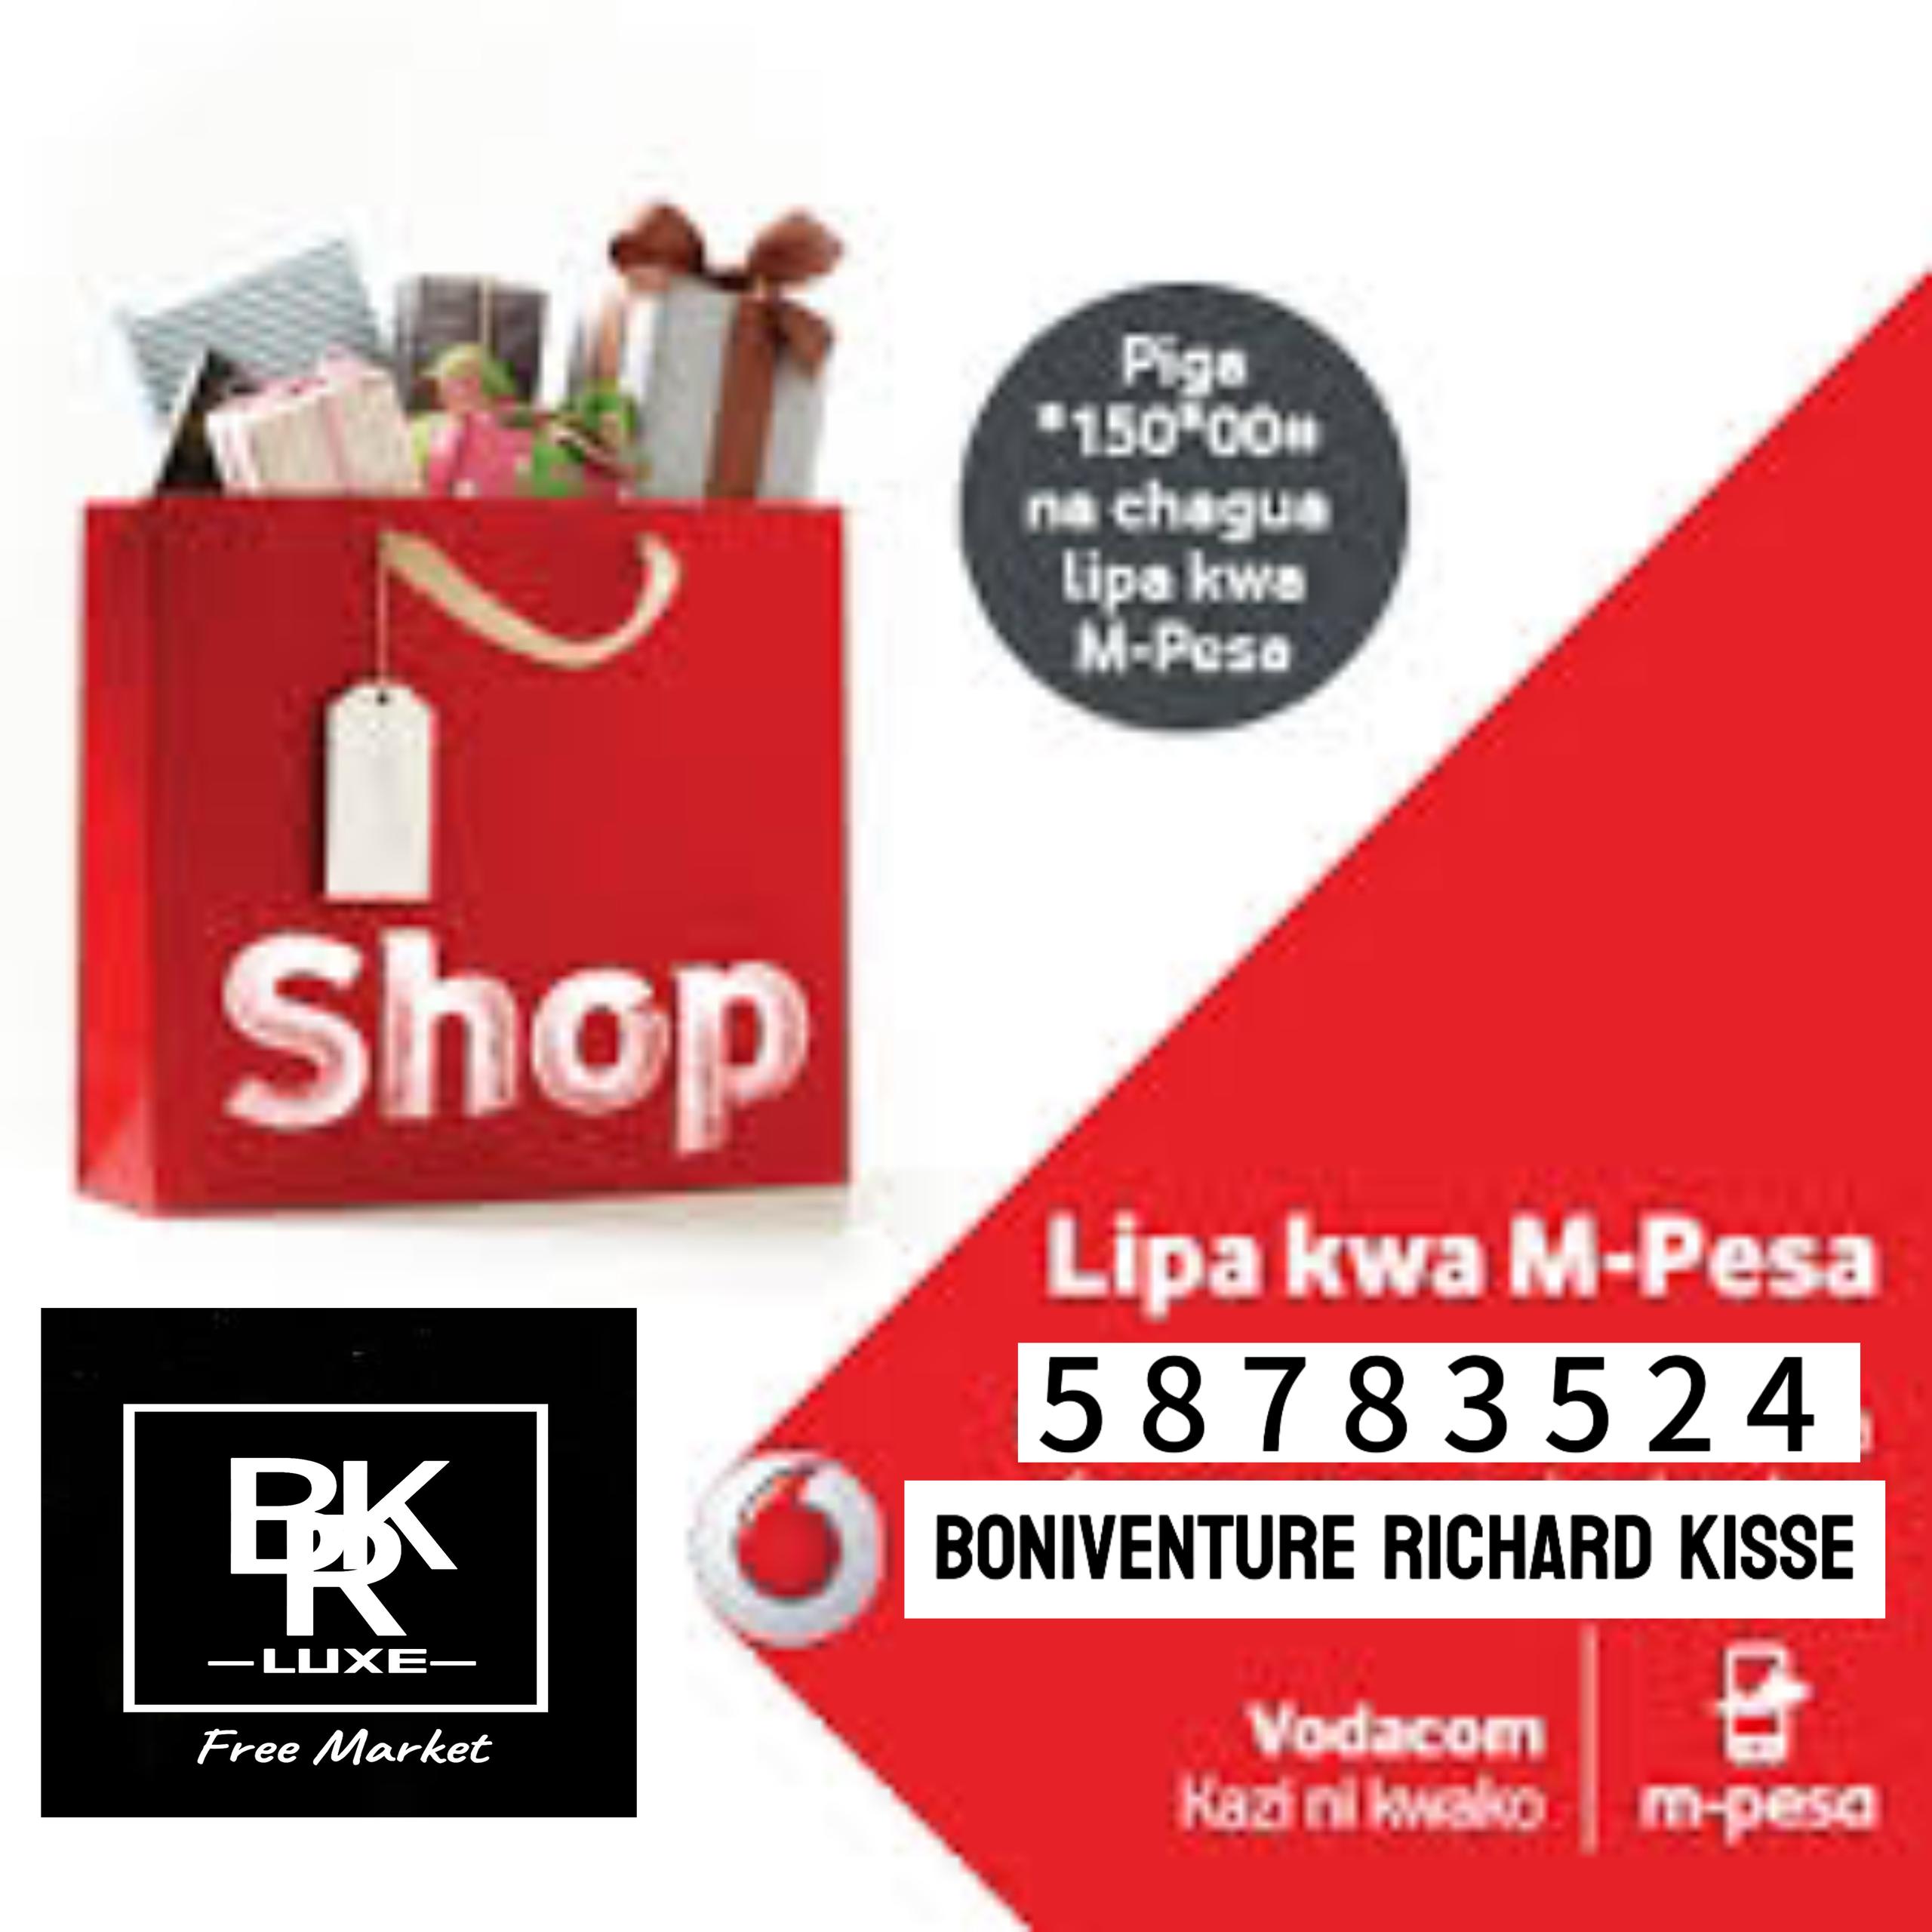 Piga
*150*00#
na chagua
lipa kwa
M-Pesa
Shop
Lipa kwa M-Pesa
58783524
BONIVENTURE RICHARD KISSE
BRK
LUXE
Free Market
Vodacom
Kazi ni kwako
m-pesa